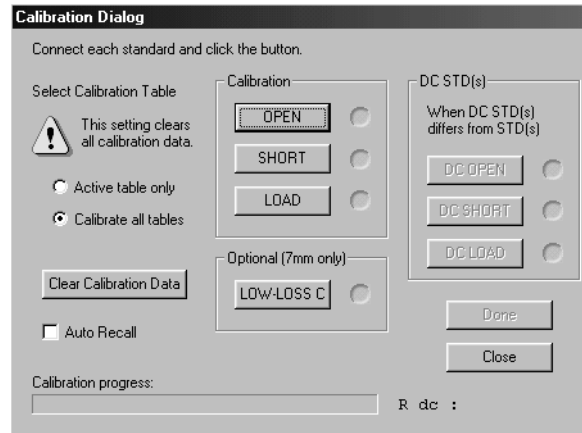 Calibration Dialog
Connect each standard and click the button.
Select Calibration Table
This setting clears
all calibration data.
Active table only
Calibrate all tables
Clear Calibration Data
Auto Recall
Calibration
OPEN
SHORT
LOAD
Optional (7mm only)
LOW-LOSS C
DC STD(s)
When DC STD(s)
differs from STD(s)
DC OPEN
DC SHORT
DC LOAD
Done
Close
Calibration progress:
R dc :